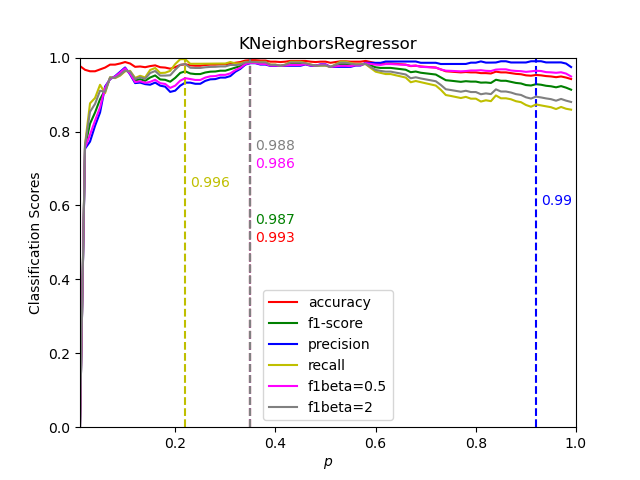 KNeighborsRegressor
Classification Scores
1.0
0.8
0.6
0.4
0.2
0.0
0.988
0.986
0.996
0.99
0.987
0.993
accuracy
f1-score
precision
recall
f1beta=0.5
f1beta=2
0.2 0.4 0.6 0.8 1.0
p